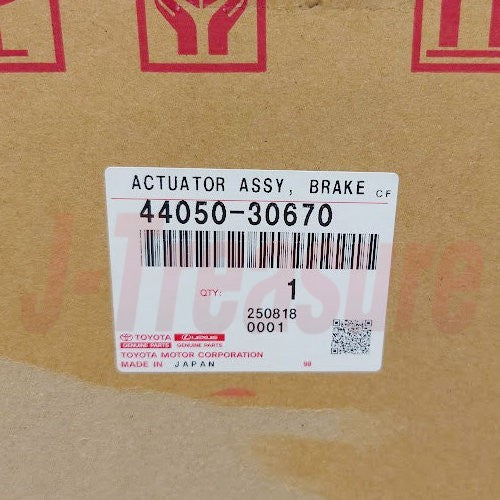 ACTUATOR ASSY, BRAKE CF
44050-30670
QTY: 1
250818
0001
TOYOTA LEXUS
GENUINE PARTS GENUINE PARTS
TOYOTA MOTOR CORPORATION
MADE IN JAPAN 98
J-Treasure